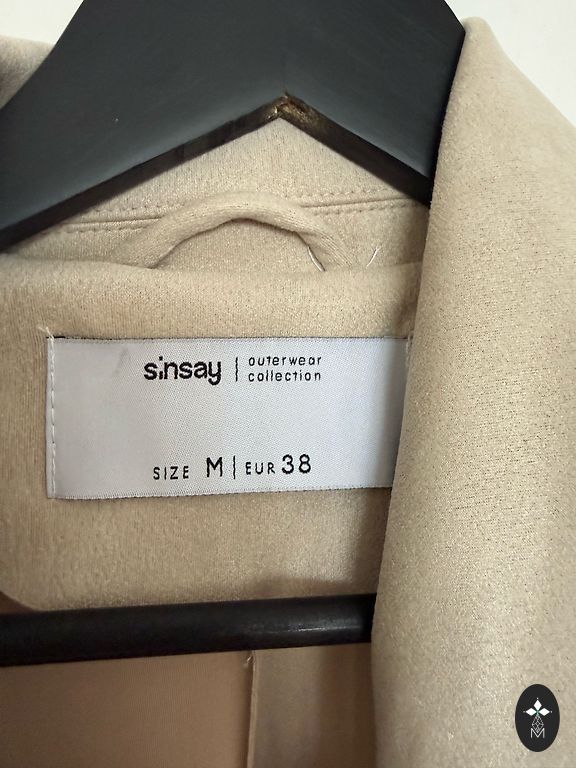 sinsay | outerwear
collection
SIZE M | EUR 38
M